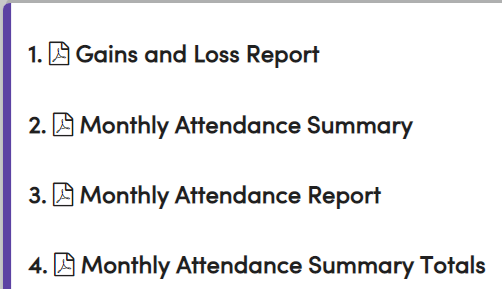 1. Gains and Loss Report
2. Monthly Attendance Summary
3. Monthly Attendance Report
4. Monthly Attendance Summary Totals